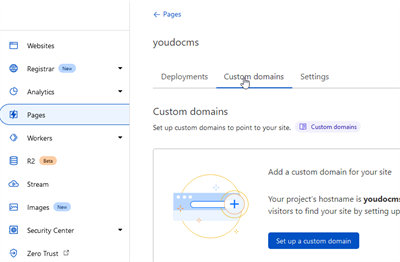 ← Pages
youdocms
Deployments Custom domains Settings
Custom domains
Set up custom domains to point to your site. Custom domains
Add a custom domain for your site
Your project's hostname is youdocms
visitors to find your site by setting up
Set up a custom domain
Websites
Registrar New
Analytics
Pages
Workers
R2 Beta
Stream
Images New
Security Center
Zero Trust